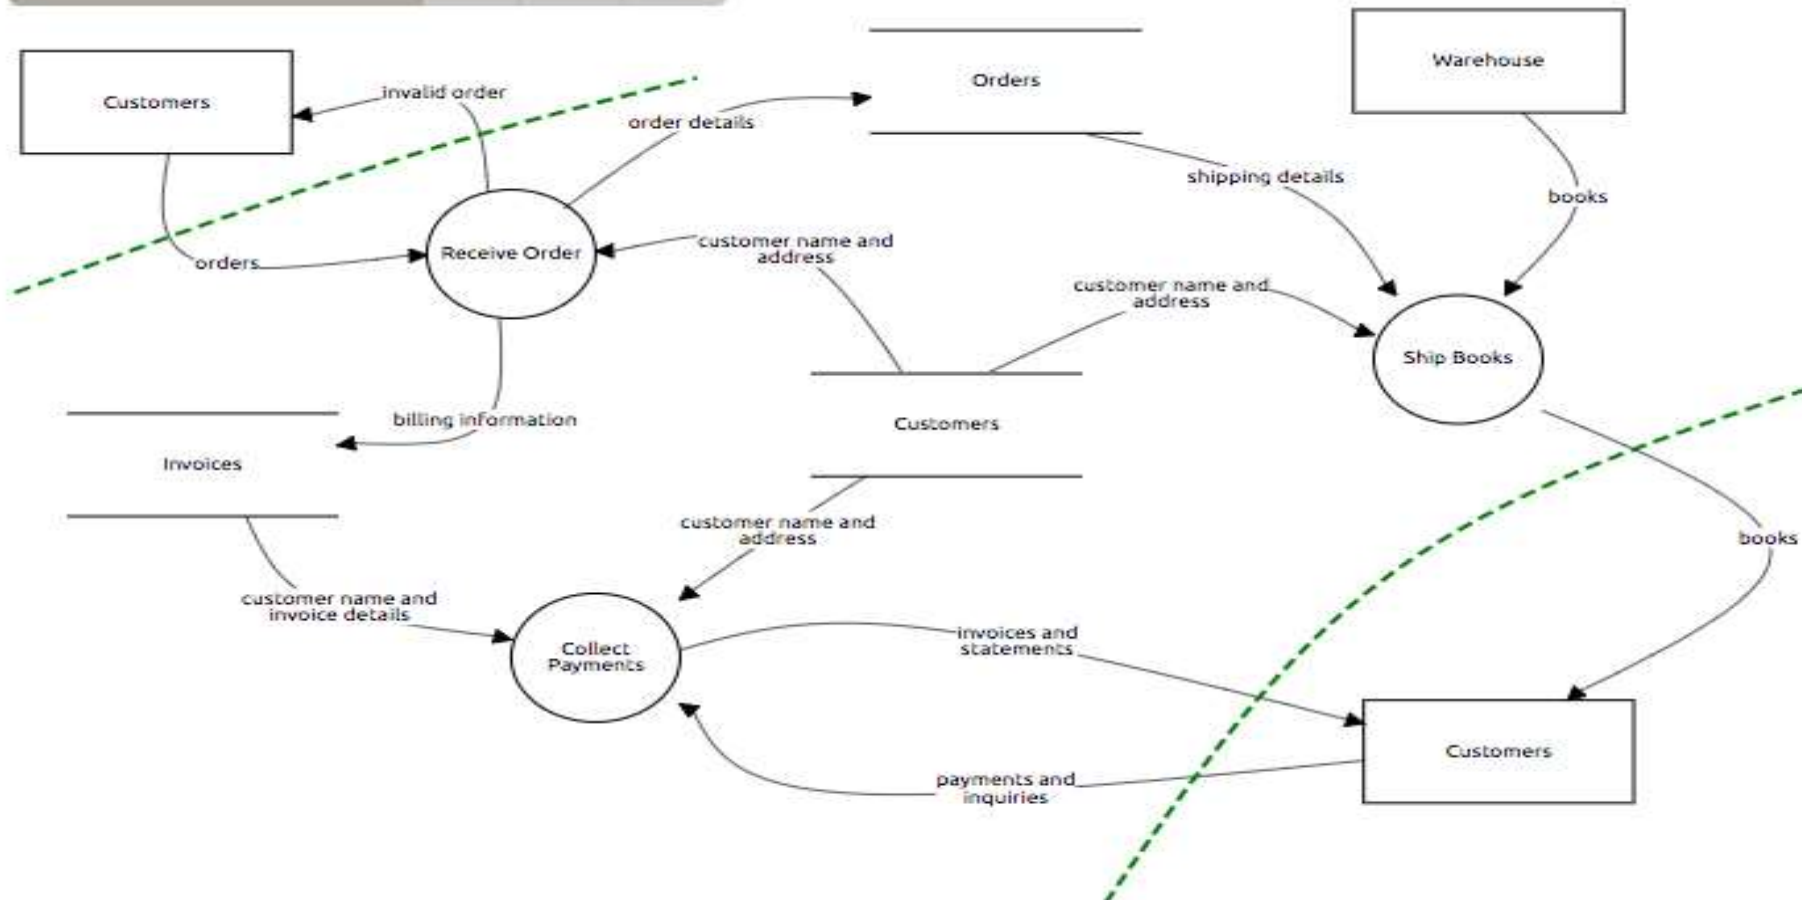 Customers
invalid order
orders
Receive Order
order details
Orders
Warehouse
shipping details
books
customer name and
address
customer name and
address
Ship Books
billing information
Invoices
Customers
customer name and
address
customer name and
invoice details
Collect
Payments
invoices and
statements
books
Customers
payments and
inquiries